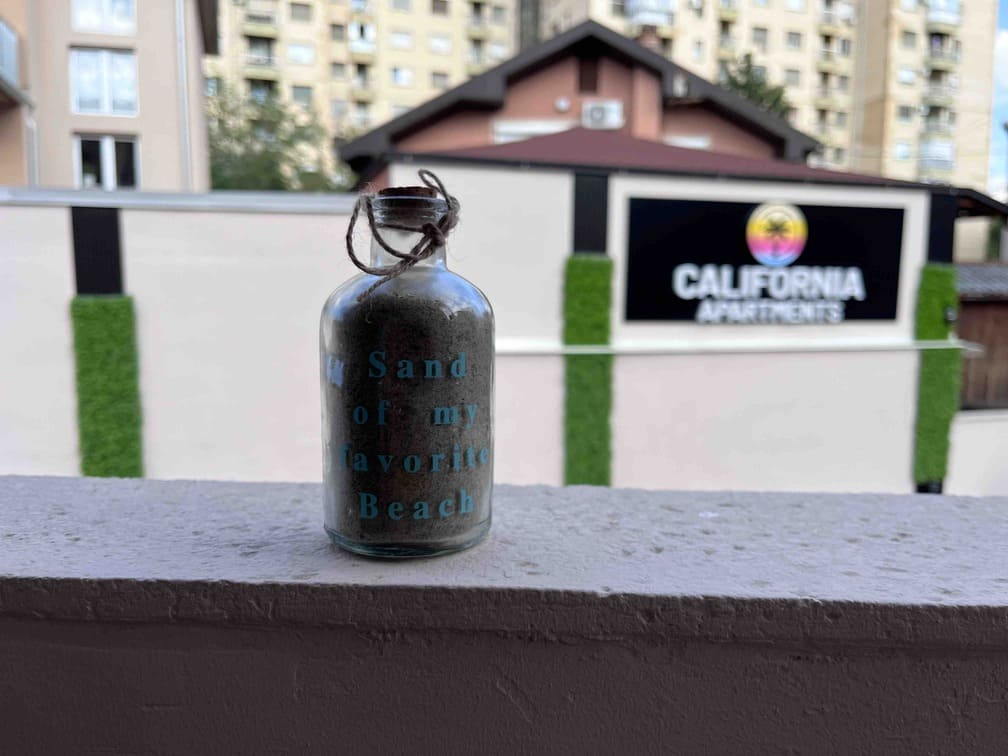 Sand
of my
favorite
Beach
CALIFORNIA
APARTMENTS